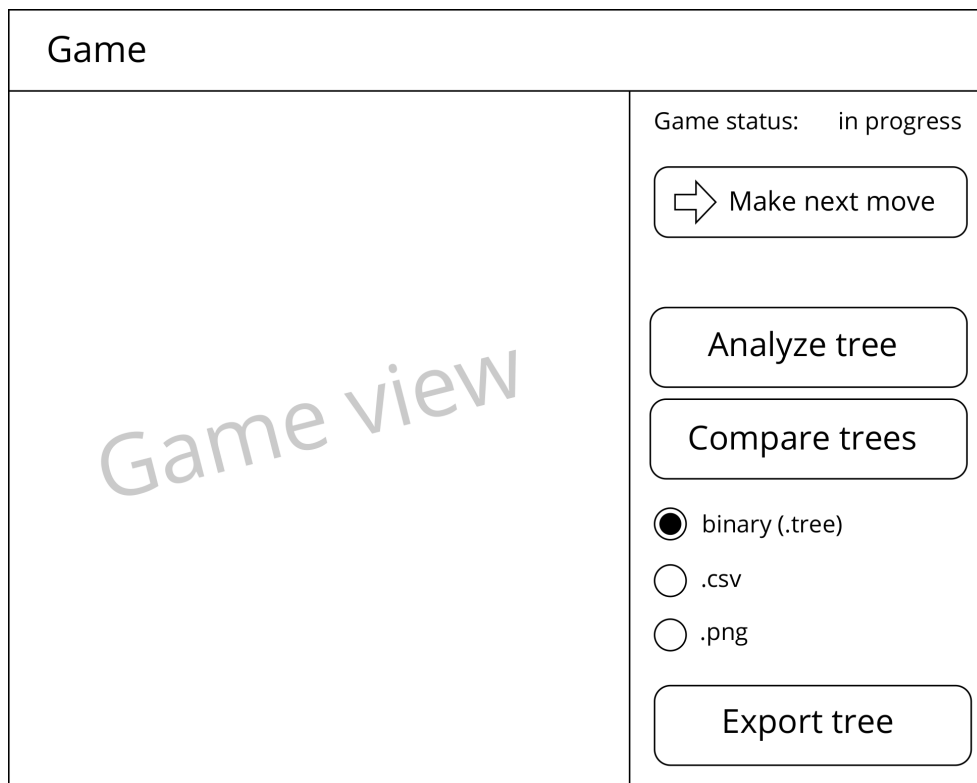 Game
Game status: in progress
Make next move
Game view
Analyze tree
Compare trees
binary (.tree)
.csv
.png
Export tree